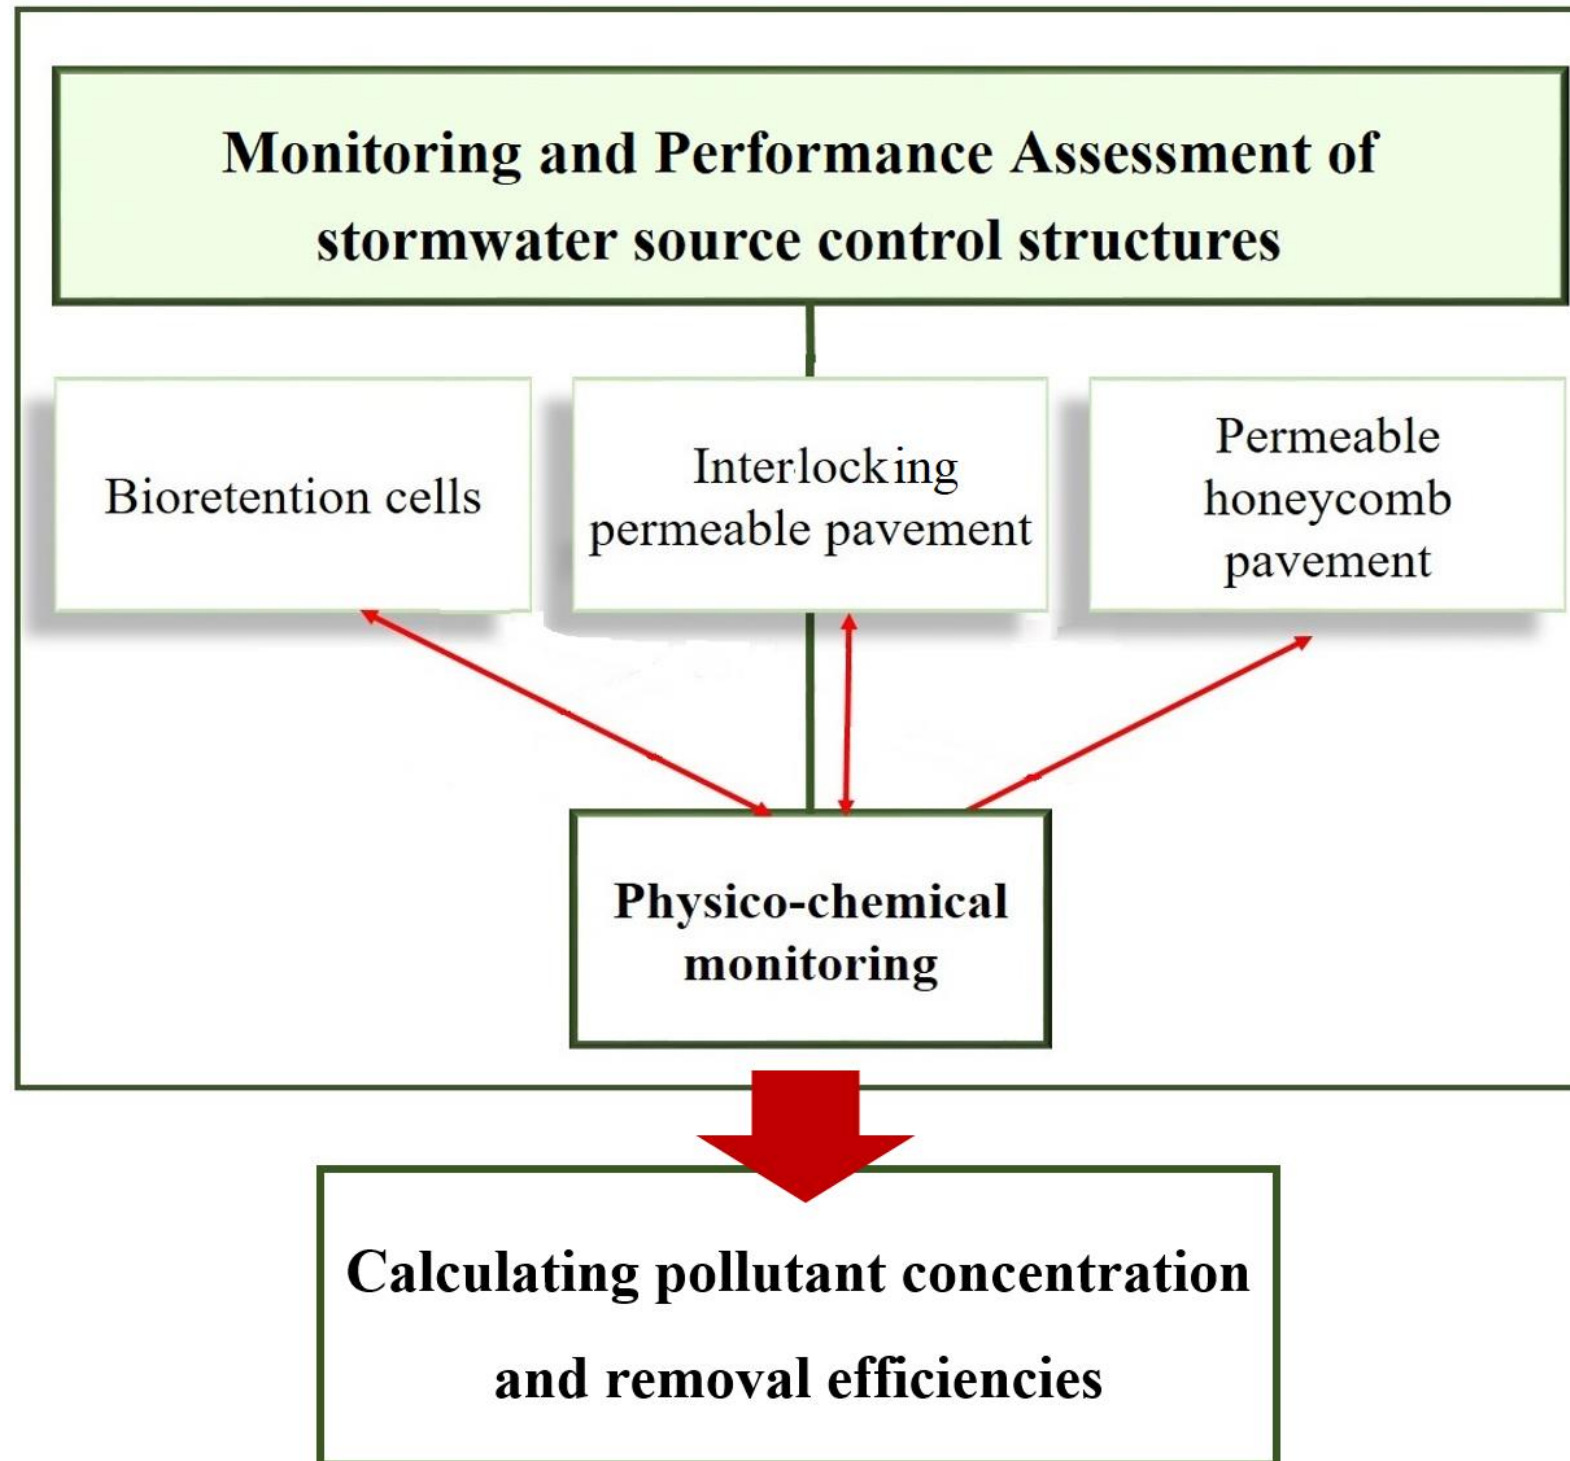 Monitoring and Performance Assessment of
stormwater source control structures
Bioretention cells
Interlocking
permeable pavement
Permeable
honeycomb
pavement
Physico-chemical
monitoring
Calculating pollutant concentration
and removal efficiencies